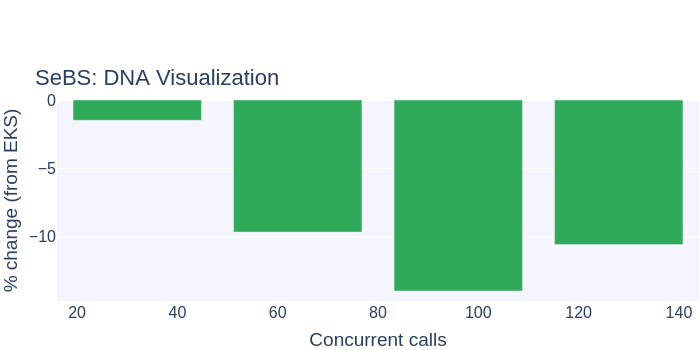 SeBS: DNA Visualization
0
−5
−10
% change (from EKS)
20 40 60 80 100 120 140
Concurrent calls